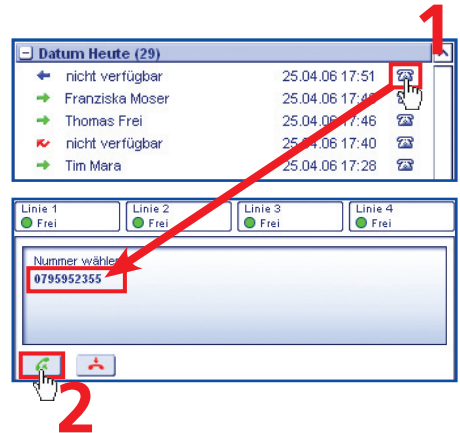 1
Datum Heute (29)
nicht verfügbar 25.04.06 17:51
Franziska Moser 25.04.06 17:4
Thomas Frei 25.04.06 17:46
nicht verfügbar 25.04.06 17:40
Tim Mara 25.04.06 17:28
Linie 1 Linie 2 Linie 3 Linie 4
Frei Frei Frei Frei
Nummer wählen
0795952355
2